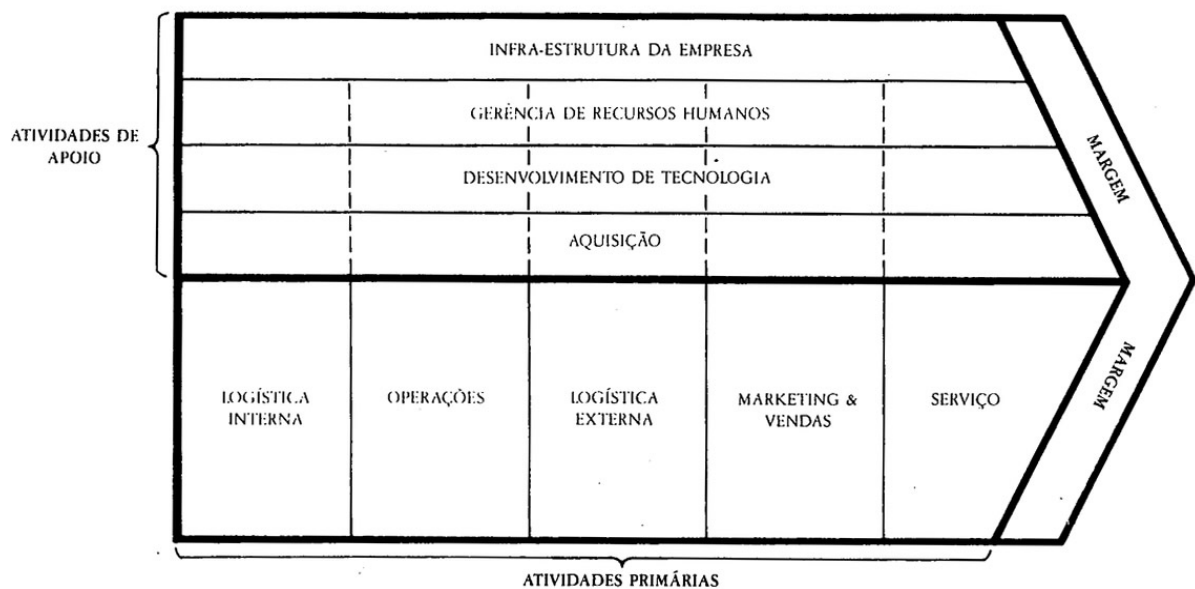 INFRA-ESTRUTURA DA EMPRESA
GERÊNCIA DE RECURSOS HUMANOS
ATIVIDADES DE
APOIO
DESENVOLVIMENTO DE TECNOLOGIA
AQUISIÇÃO
MARGEM
LOGÍSTICA
INTERNA
OPERAÇÕES
LOGÍSTICA
EXTERNA
MARKETING &
VENDAS
SERVIÇO
MARGEM
ATIVIDADES PRIMÁRIAS